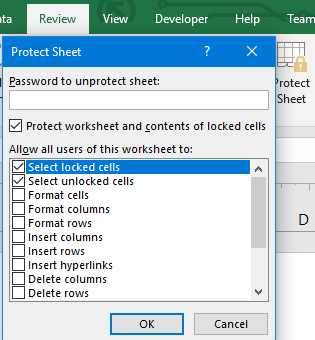 ta Review View Developer Help Team
Protect Sheet ? ×
Password to unprotect sheet:
Protect worksheet and contents of locked cells
Allow all users of this worksheet to:
Select locked cells
Select unlocked cells
Format cells
Format columns
Format rows
Insert columns
Insert rows
Insert hyperlinks
Delete columns
Delete rows
OK Cancel
Protect
Sheet
D